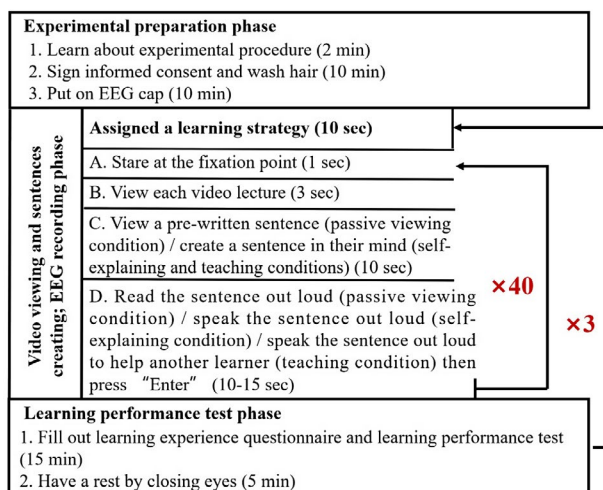 Experimental preparation phase
1. Learn about experimental procedure (2 min)
2. Sign informed consent and wash hair (10 min)
3. Put on EEG cap (10 min)
Video viewing and sentences
creating; EEG recording phase
Assigned a learning strategy (10 sec)
A. Stare at the fixation point (1 sec)
B. View each video lecture (3 sec)
C. View a pre-written sentence (passive viewing
condition) / create a sentence in their mind (self-
explaining and teaching conditions) (10 sec)
D. Read the sentence out loud (passive viewing
condition) / speak the sentence out loud (self-
explaining condition) / speak the sentence out loud
to help another learner (teaching condition) then
press “Enter” (10-15 sec)
×40
×3
Learning performance test phase
1. Fill out learning experience questionnaire and learning performance test
(15 min)
2. Have a rest by closing eyes (5 min)